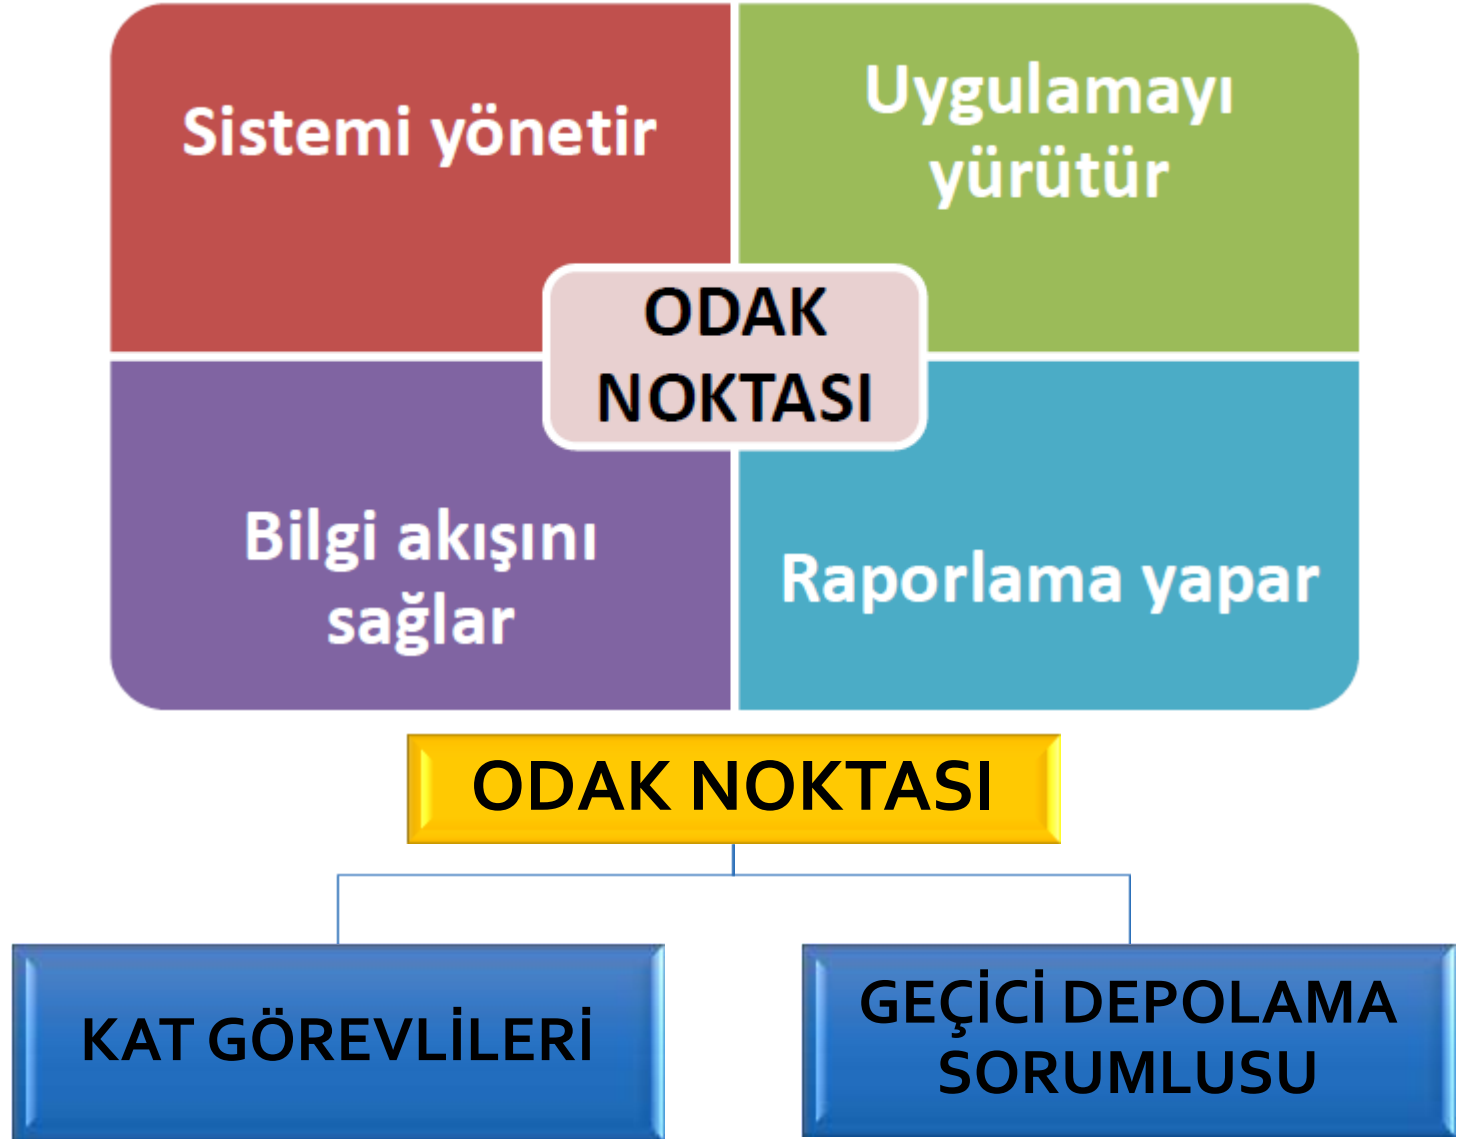 Sistemi yönetir
Uygulamayı
yürütür
ODAK
NOKTASI
Bilgi akışını
sağlar
Raporlama yapar
ODAK NOKTASI
KAT GÖREVLİLERİ
GEÇİCİ DEPOLAMA
SORUMLUSU